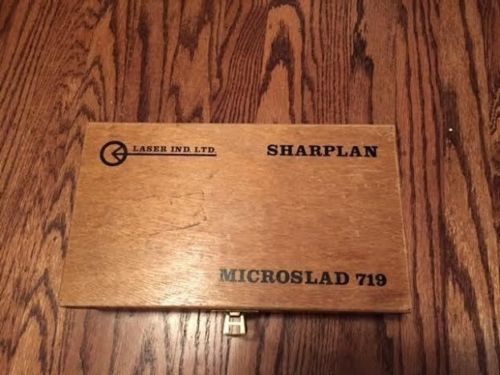 LASER IND. LTD.
SHARPLAN
MICROSLAD 719